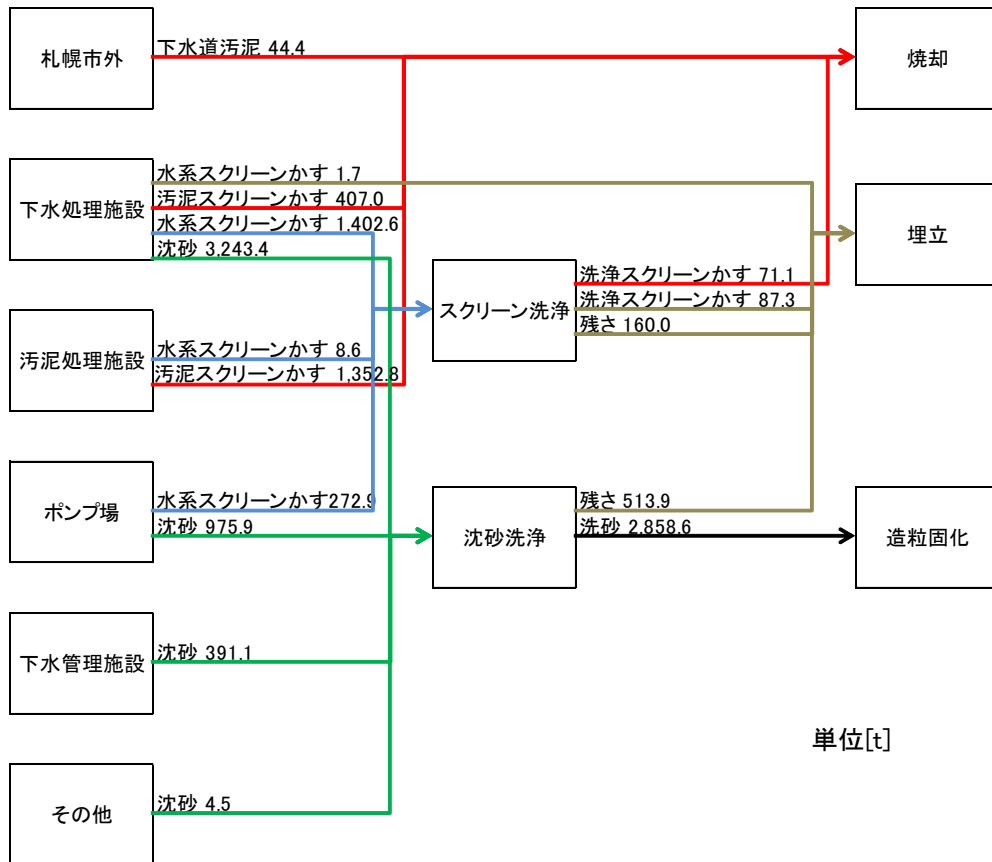 札幌市外
下水道汚泥 44.4
焼却
下水処理施設
水系スクリーンかす 1.7
汚泥スクリーンかす 407.0
水系スクリーンかす 1,402.6
沈砂 3,243.4
埋立
スクリーン洗浄
洗浄スクリーンかす 71.1
洗浄スクリーンかす 87.3
残さ 160.0
汚泥処理施設
水系スクリーンかす 8.6
汚泥スクリーンかす 1,352.8
ポンプ場
水系スクリーンかす272.9
沈砂 975.9
沈砂洗浄
残さ 513.9
洗砂 2,858.6
造粒固化
下水管理施設
沈砂 391.1
単位[t]
その他
沈砂 4.5